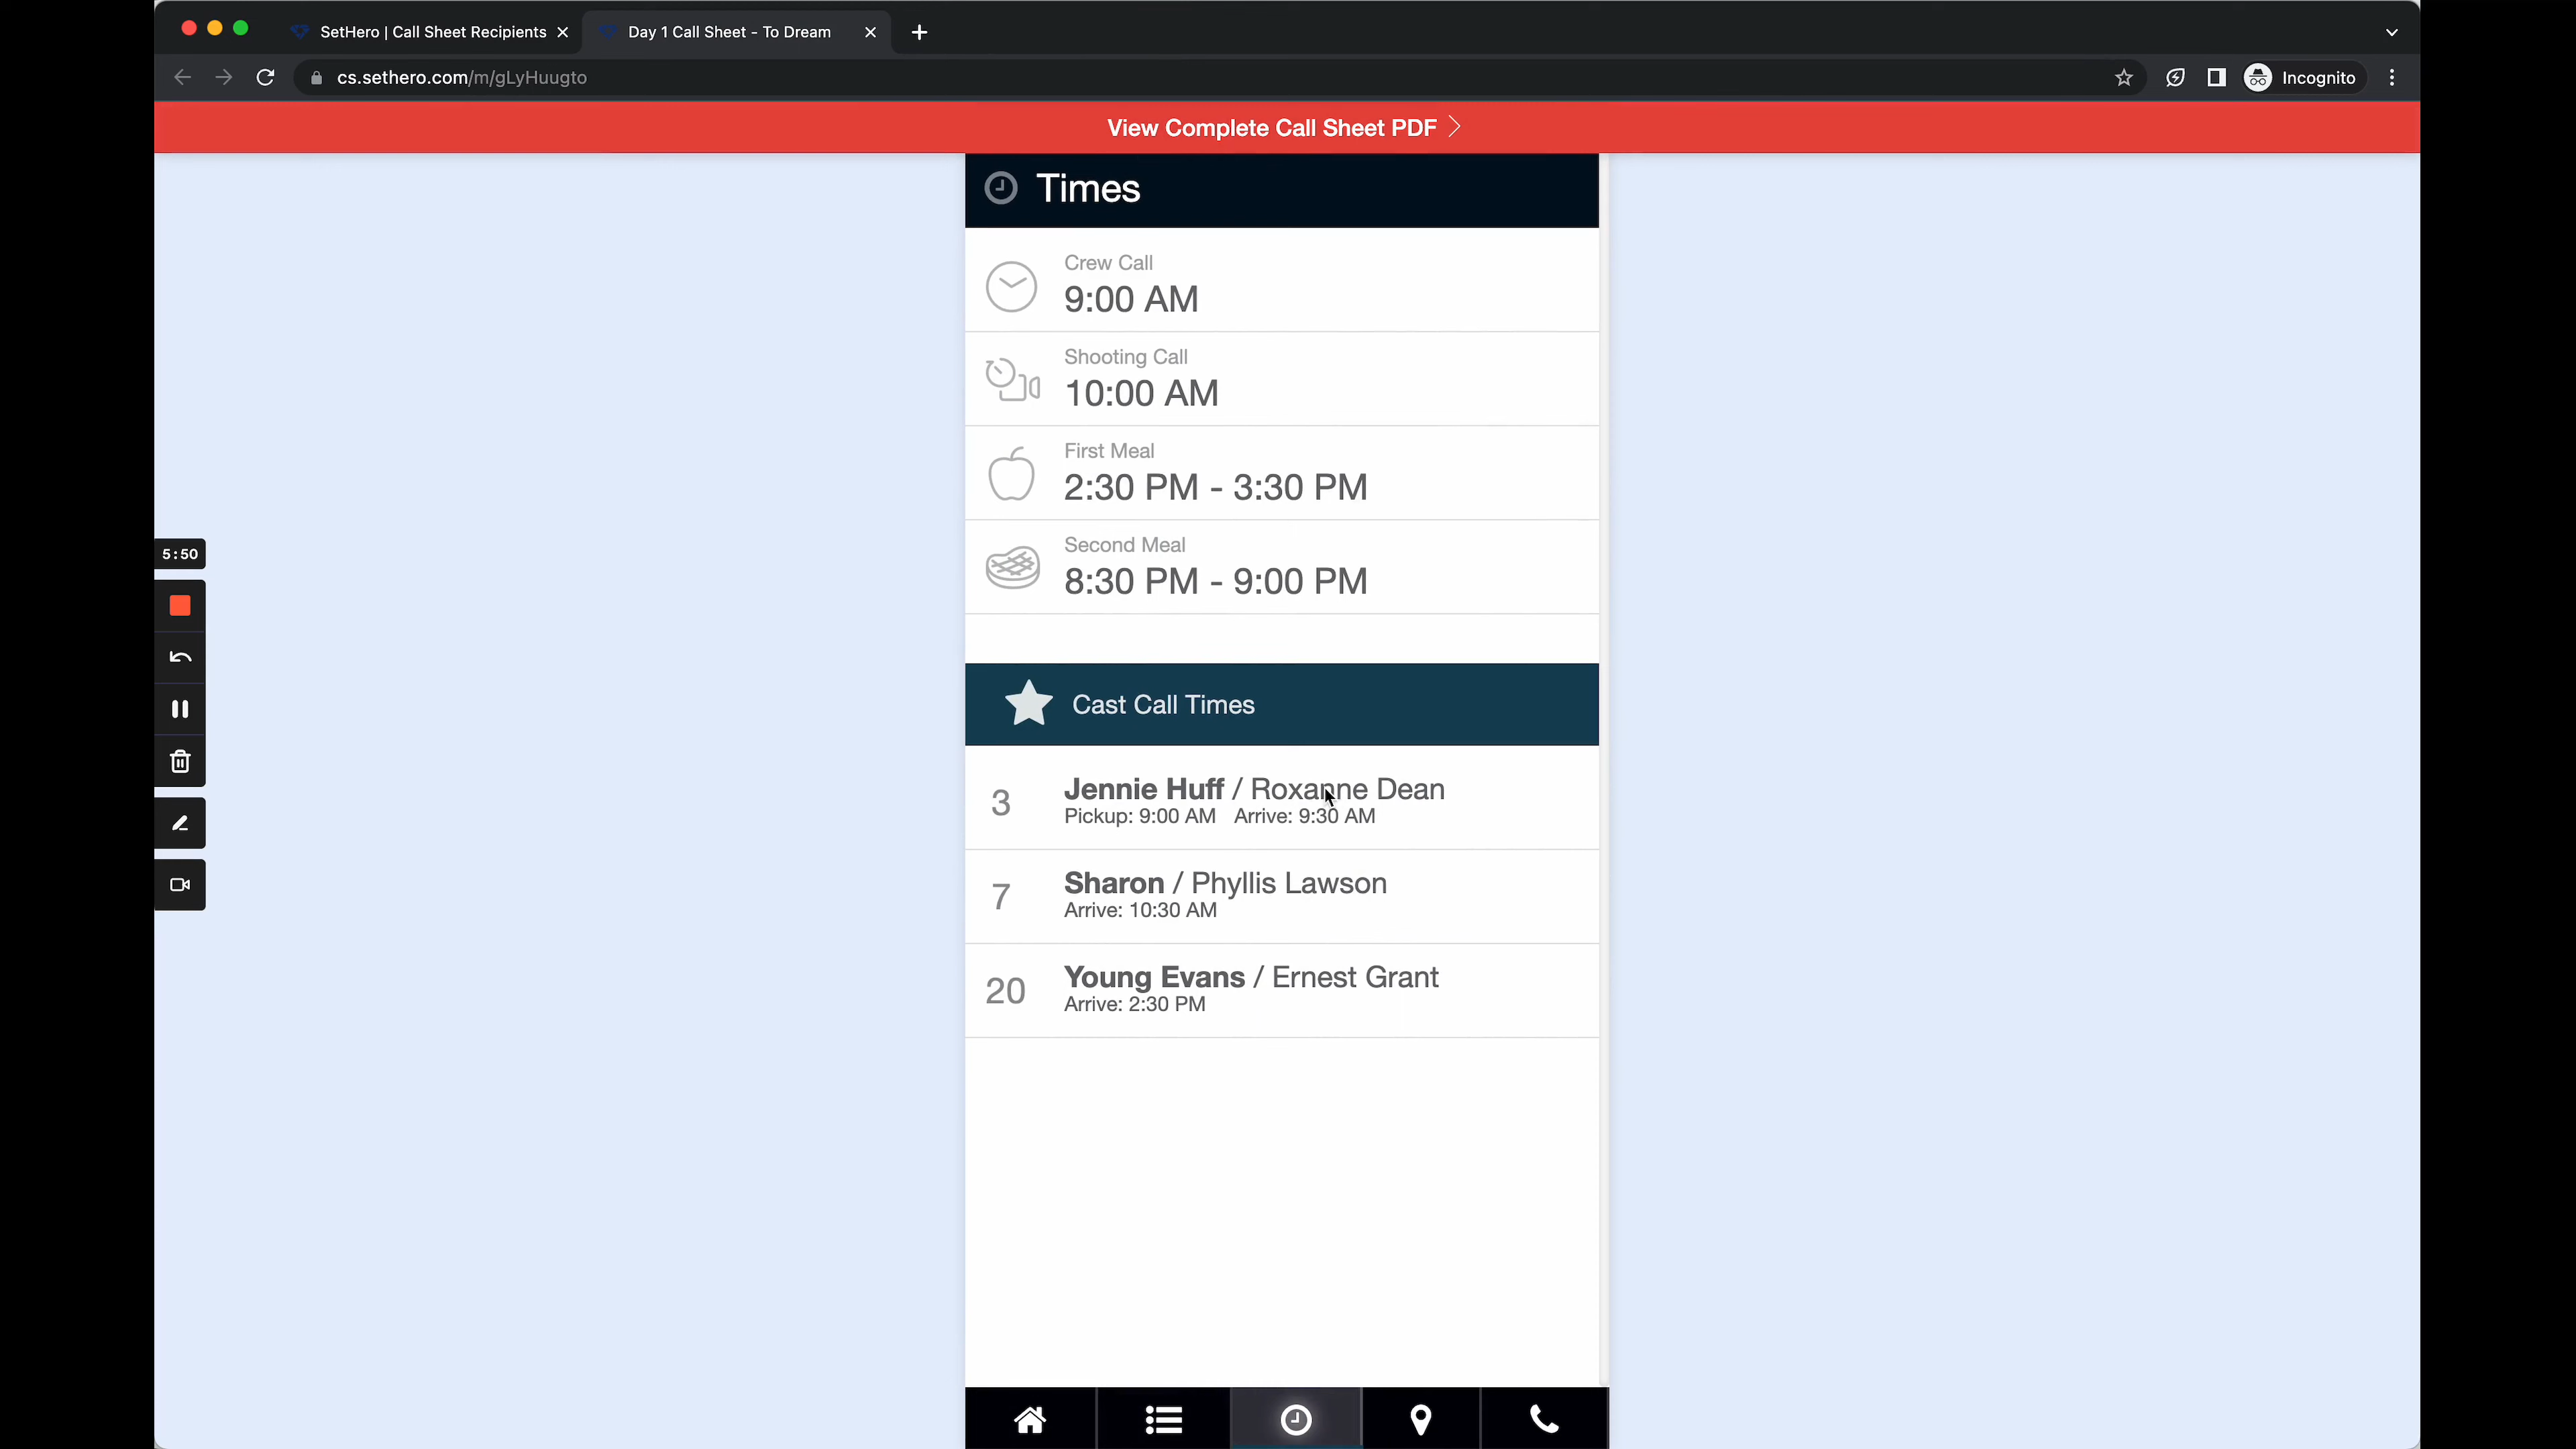 SetHero | Call Sheet Recipients
Day 1 Call Sheet - To Dream
cs.sethero.com/m/gLyHuugto
Incognito
View Complete Call Sheet PDF
Times
Crew Call
9:00 AM
Shooting Call
10:00 AM
First Meal
2:30 PM - 3:30 PM
Second Meal
8:30 PM - 9:00 PM
5:50
Cast Call Times
3
Jennie Huff / Roxanne Dean
Pickup: 9:00 AM Arrive: 9:30 AM
7
Sharon / Phyllis Lawson
Arrive: 10:30 AM
20
Young Evans / Ernest Grant
Arrive: 2:30 PM